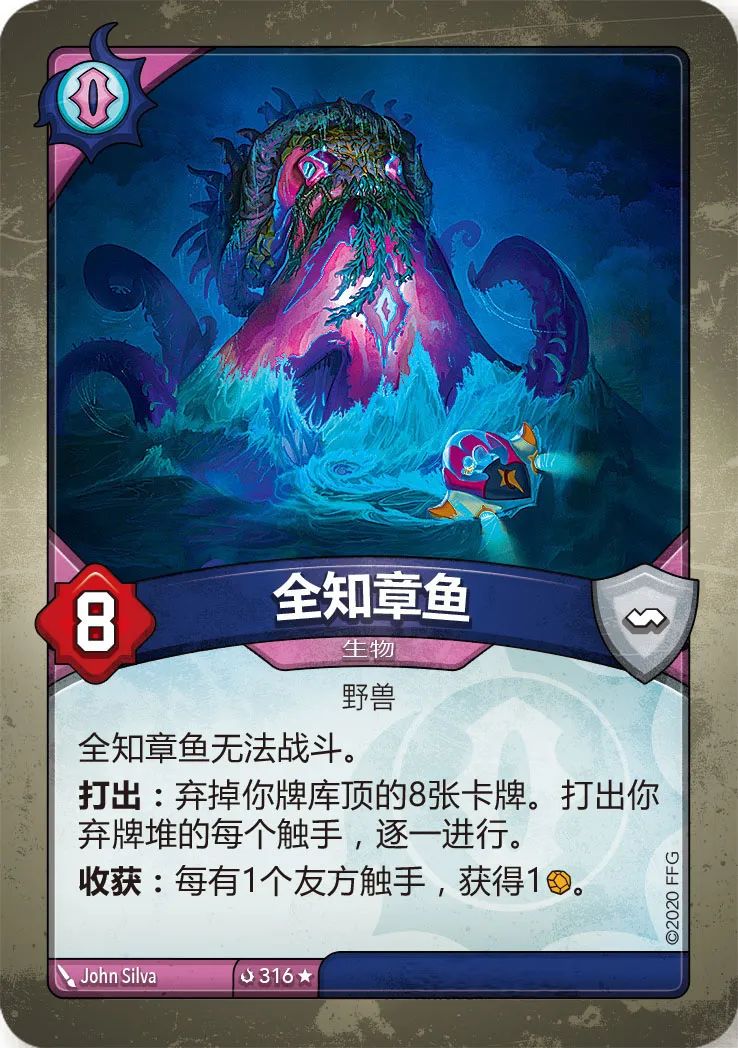 8
全知章鱼
生物
野兽
全知章鱼无法战斗。
打出：弃掉你牌库顶的8张卡牌。打出你
弃牌堆的每个触手，逐一进行。
收获：每有1个友方触手，获得1。
©2020 FFG
John Silva
316★